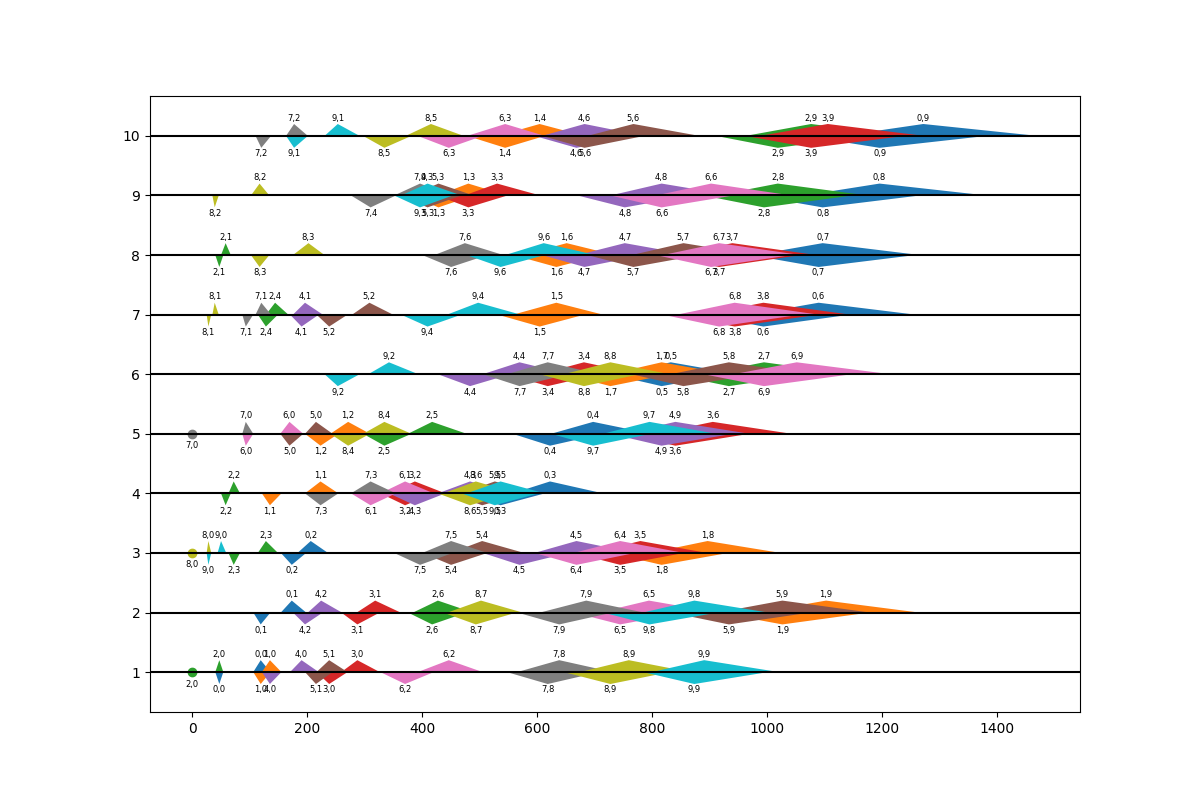 7,2 9,1 8,5 6,3 1,4 4,6 5,6 2,9 3,9 0,9
10
7,2 9,1 8,5 6,3 1,4 4,6 5,6 2,9 3,9 0,9
8,2 7,4 9,3 5,3 1,3 3,3 4,8 6,6 2,8 0,8
9
8,2 7,4 9,3 5,3 1,3 3,3 4,8 6,6 2,8 0,8
2,1 8,3 7,6 9,6 1,6 4,7 5,7 6,7 3,7 0,7
8
2,1 8,3 7,6 9,6 1,6 4,7 5,7 6,7 3,7 0,7
8,1 7,1 2,4 4,1 5,2 9,4 1,5 6,8 3,8 0,6
7
8,1 7,1 2,4 4,1 5,2 9,4 1,5 6,8 3,8 0,6
9,2 4,4 7,7 3,4 8,8 1,7 0,5 5,8 2,7 6,9
6
9,2 4,4 7,7 3,4 8,8 1,7 0,5 5,8 2,7 6,9
7,0 6,0 5,0 1,2 8,4 2,5 0,4 9,7 4,9 3,6
5
7,0 6,0 5,0 1,2 8,4 2,5 0,4 9,7 4,9 3,6
2,2 1,1 7,3 6,1 3,2 4,3 8,6 5,5 9,5 0,3
4
2,2 1,1 7,3 6,1 3,2 4,3 8,6 5,5 9,5 0,3
8,0 9,0 2,3 0,2 7,5 5,4 4,5 6,4 3,5 1,8
3
8,0 9,0 2,3 0,2 7,5 5,4 4,5 6,4 3,5 1,8
0,1 4,2 3,1 2,6 8,7 7,9 6,5 9,8 5,9 1,9
2
0,1 4,2 3,1 2,6 8,7 7,9 6,5 9,8 5,9 1,9
2,0 0,0 1,0 4,0 5,1 3,0 6,2 7,8 8,9 9,9
1
2,0 0,0 1,0 4,0 5,1 3,0 6,2 7,8 8,9 9,9
0 200 400 600 800 1000 1200 1400